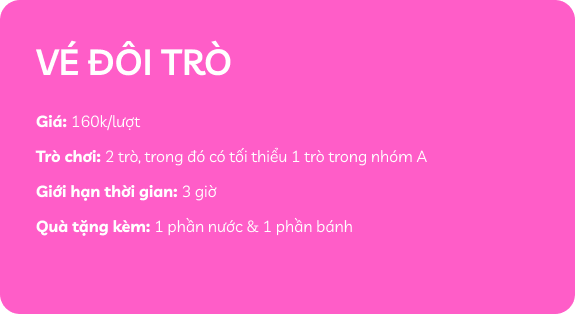 VÉ ĐÔI TRÒ
Giá: 160k/lượt
Trò chơi: 2 trò, trong đó có tối thiểu 1 trò trong nhóm A
Giới hạn thời gian: 3 giờ
Quà tặng kèm: 1 phần nước & 1 phần bánh